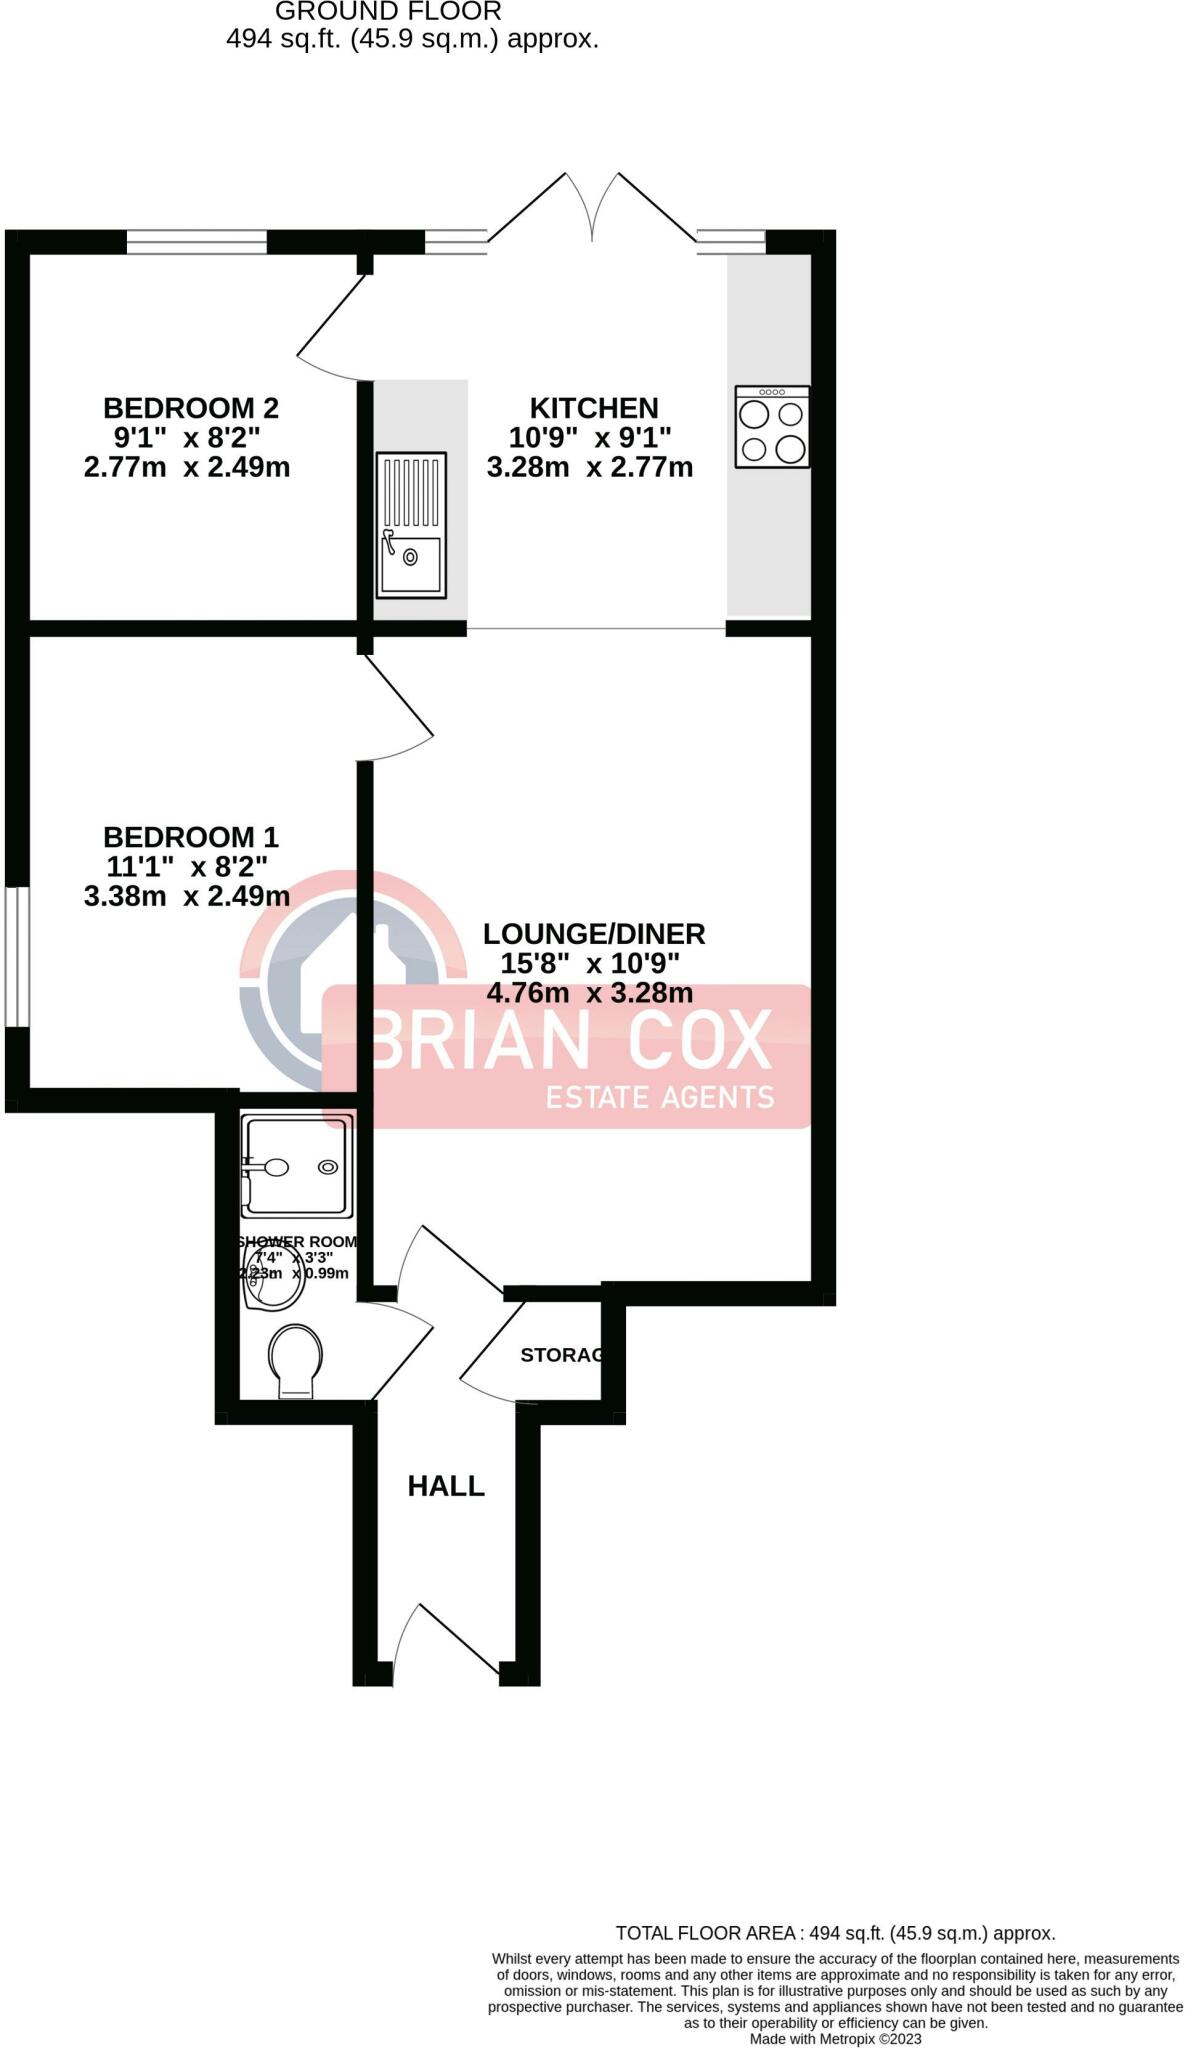 GROUND FLOOR
494 sq.ft. (45.9 sq.m.) approx.
BEDROOM 2
9'1" x 8'2"
2.77m x 2.49m
KITCHEN
10'9" x 9'1"
3.28m x 2.77m
BEDROOM 1
11'1" x 8'2"
3.38m x 2.49m
LOUNGE/DINER
15'8" x 10'9"
4.76m x 3.28m
BRIAN COX
ESTATE AGENTS
SHOWER ROOM
7'4" x 3'3"
2.23m x 0.99m
STORAG
HALL
TOTAL FLOOR AREA : 494 sq.ft. (45.9 sq.m.) approx.
Whilst every attempt has been made to ensure the accuracy of the floorplan contained here, measurements
of doors, windows, rooms and any other items are approximate and no responsibility is taken for any error,
omission or mis-statement. This plan is for illustrative purposes only and should be used as such by any
prospective purchaser. The services, systems and appliances shown have not been tested and no guarantee
as to their operability or efficiency can be given.
Made with Metropix ©2023